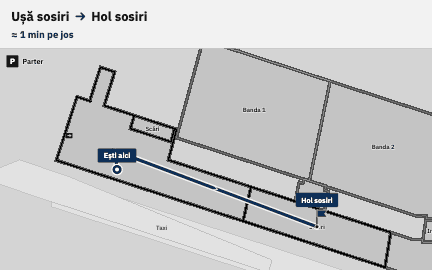 Ușă sosiri → Hol sosiri
≈ 1 min pe jos
P Parter
Banda 1
Scări
Banda 2
Ești aici
Hol sosiri
Taxi